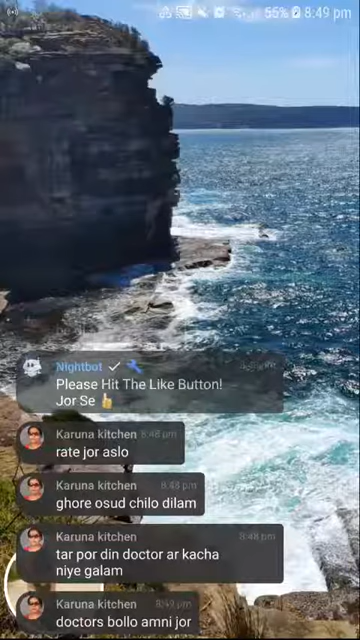 55% 8:49 pm
Nightbot
Please Hit The Like Button!
Jor Se 👆
Karuna kitchen 8:48 pm
rate jor aslo
Karuna kitchen 8:48 pm
ghore osud chilo dilam
Karuna kitchen 8:48 pm
tar por din doctor ar kacha
niye galam
Karuna kitchen 8:49 pm
doctors bollo amni jor